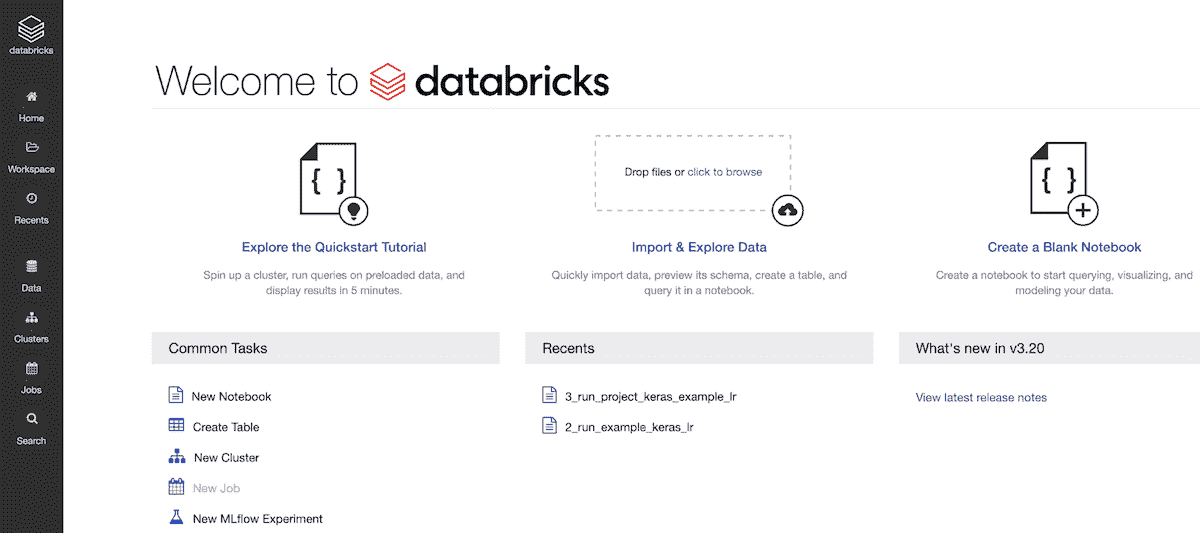 databricks
Home
Workspace
Recents
Data
Clusters
Jobs
Search
Welcome to databricks
{ }
Explore the Quickstart Tutorial
Spin up a cluster, run queries on preloaded data, and
display results in 5 minutes.
Drop files or click to browse
Import & Explore Data
Quickly import data, preview its schema, create a table, and
query it in a notebook.
{ }
Create a Blank Notebook
Create a notebook to start querying, visualizing, and
modeling your data.
Common Tasks
New Notebook
Create Table
New Cluster
New Job
New MLflow Experiment
Recents
3_run_project_keras_example_lr
2_run_example_keras_lr
What's new in v3.20
View latest release notes